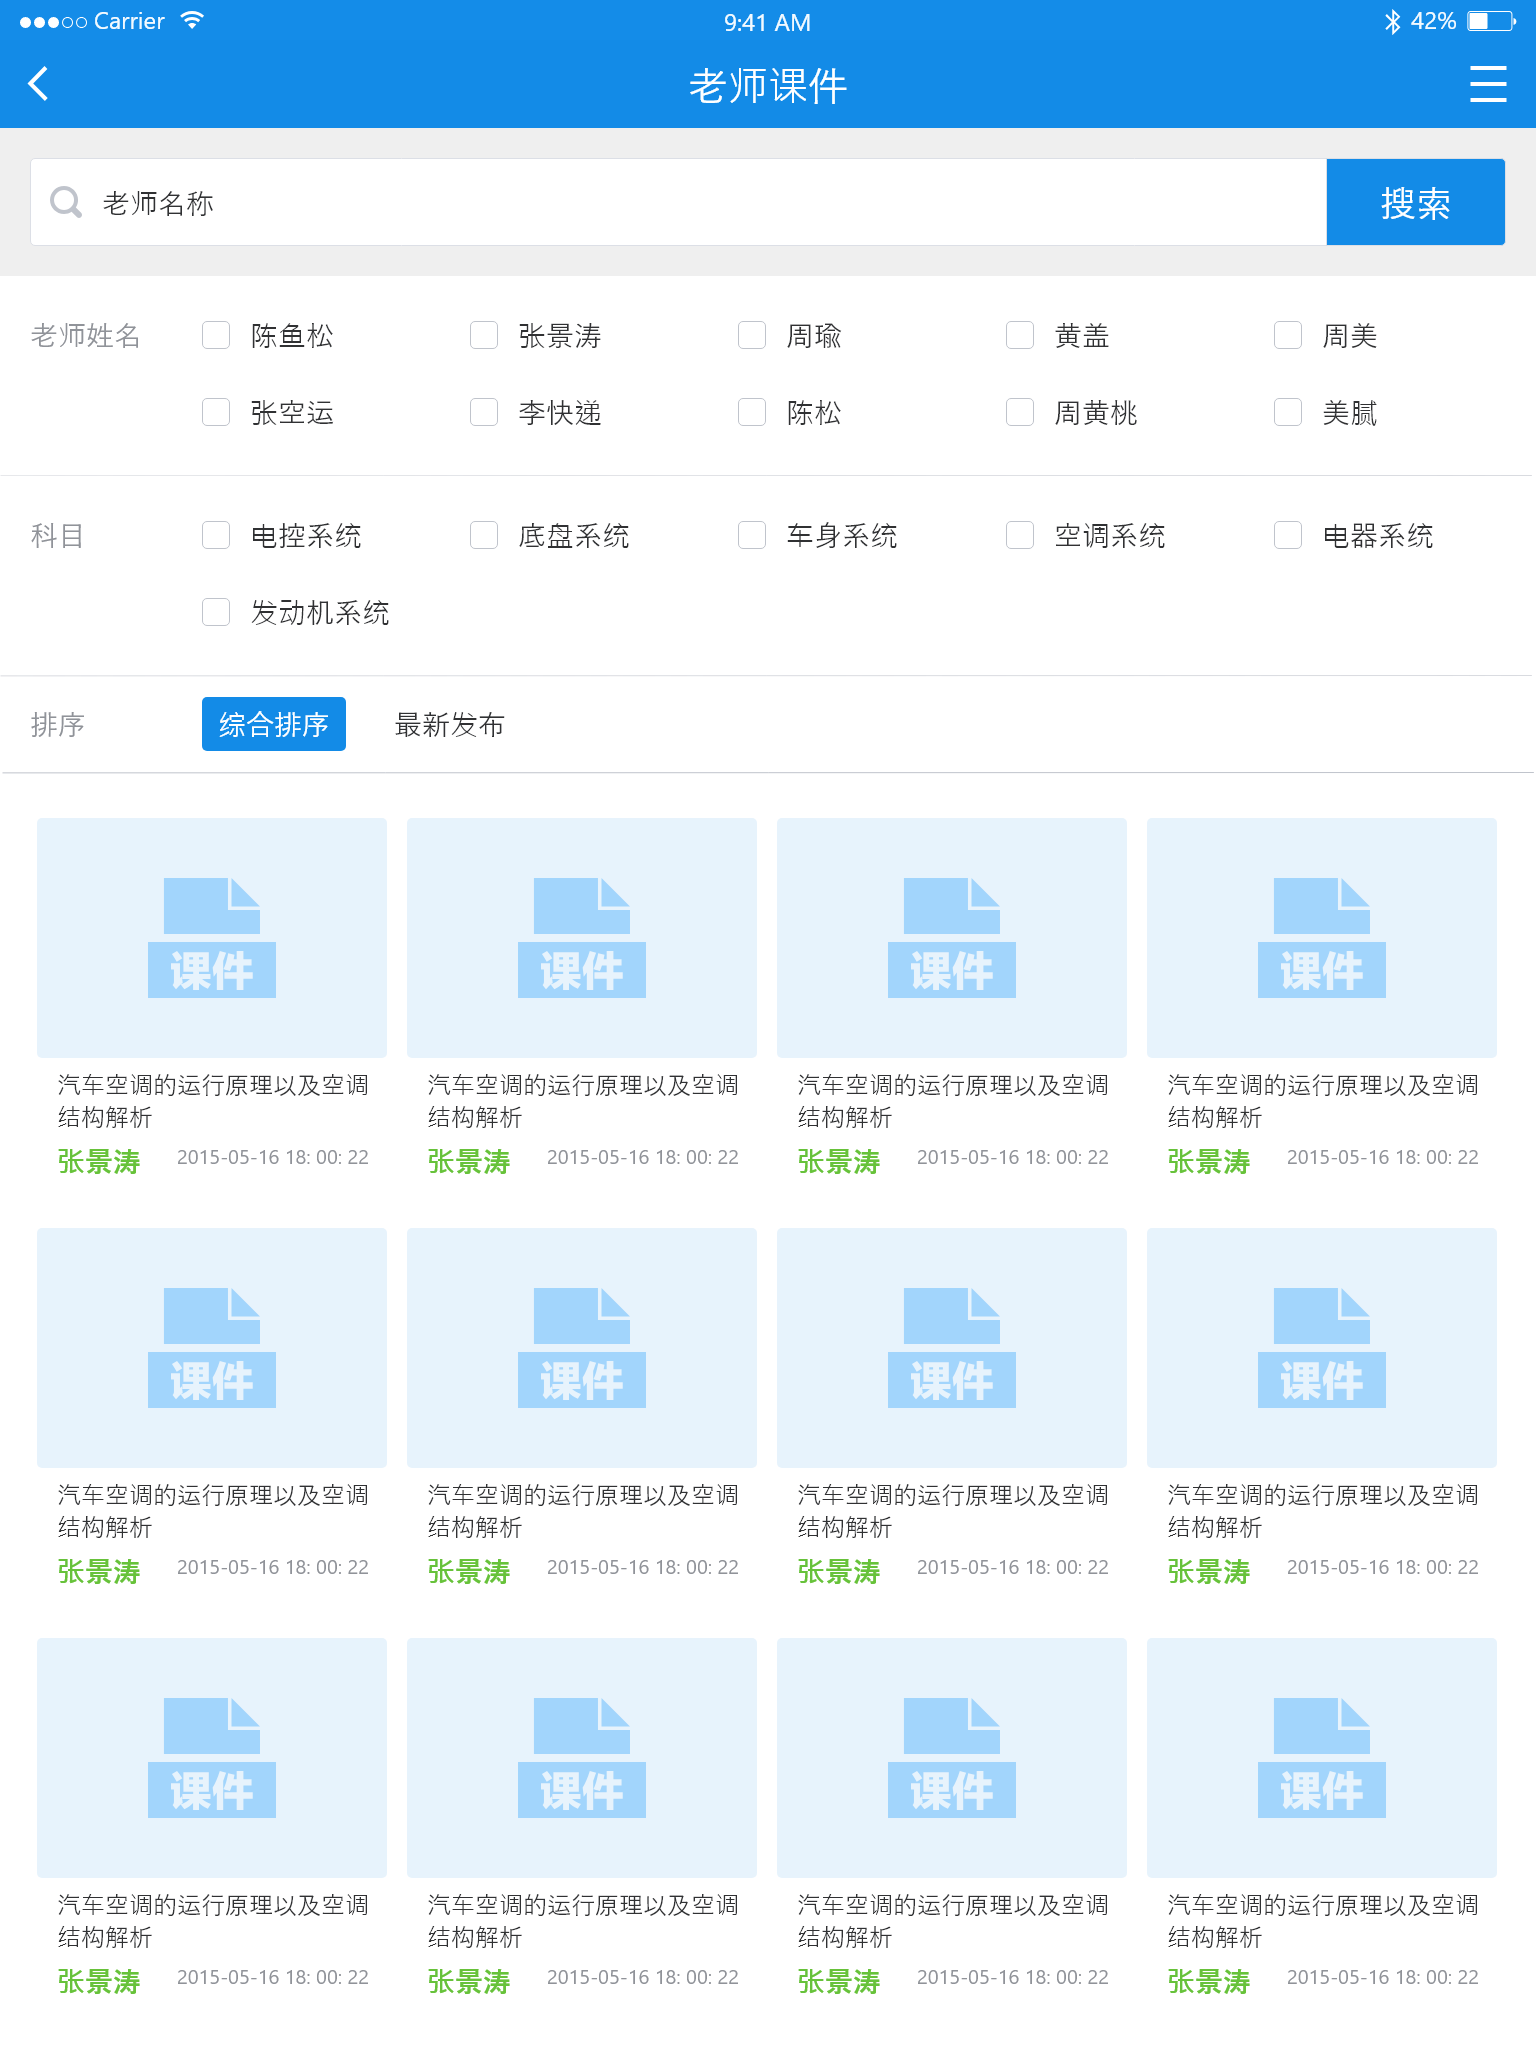 Carrier 9:41 AM 42%
老师课件
老师名称 搜索
老师姓名 陈鱼松 张景涛 周瑜 黄盖 周美
张空运 李快递 陈松 周黄桃 美腻
科目 电控系统 底盘系统 车身系统 空调系统 电器系统
发动机系统
排序 综合排序 最新发布
课件 课件 课件 课件
汽车空调的运行原理以及空调 汽车空调的运行原理以及空调 汽车空调的运行原理以及空调 汽车空调的运行原理以及空调
结构解析 结构解析 结构解析 结构解析
张景涛 2015-05-16 18: 00: 22 张景涛 2015-05-16 18: 00: 22 张景涛 2015-05-16 18: 00: 22 张景涛 2015-05-16 18: 00: 22
课件 课件 课件 课件
汽车空调的运行原理以及空调 汽车空调的运行原理以及空调 汽车空调的运行原理以及空调 汽车空调的运行原理以及空调
结构解析 结构解析 结构解析 结构解析
张景涛 2015-05-16 18: 00: 22 张景涛 2015-05-16 18: 00: 22 张景涛 2015-05-16 18: 00: 22 张景涛 2015-05-16 18: 00: 22
课件 课件 课件 课件
汽车空调的运行原理以及空调 汽车空调的运行原理以及空调 汽车空调的运行原理以及空调 汽车空调的运行原理以及空调
结构解析 结构解析 结构解析 结构解析
张景涛 2015-05-16 18: 00: 22 张景涛 2015-05-16 18: 00: 22 张景涛 2015-05-16 18: 00: 22 张景涛 2015-05-16 18: 00: 22